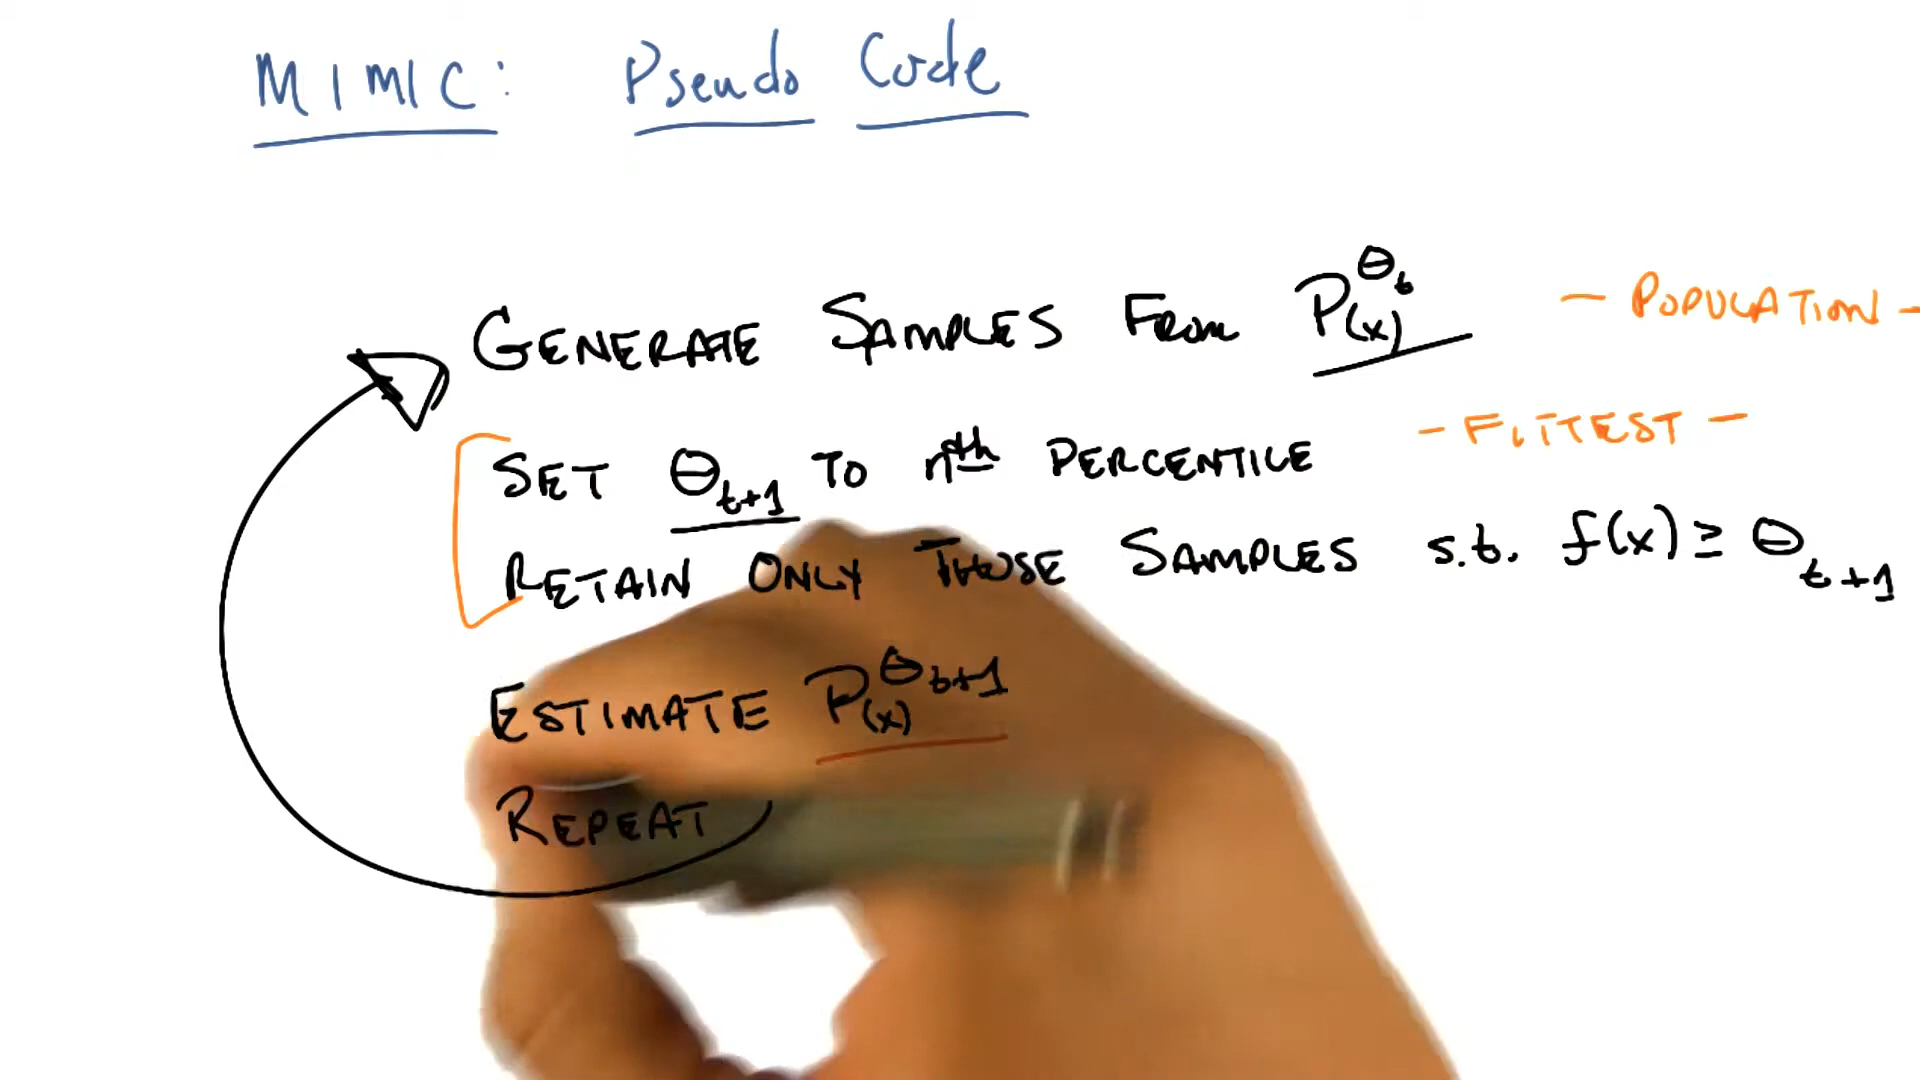 MIMIC: Pseudo Code
GENERATE SAMPLES FROM P^θt(x) - POPULATION -
SET θt+1 TO nth PERCENTILE - FITTEST -
RETAIN ONLY THOSE SAMPLES s.t. f(x) ≥ θt+1
ESTIMATE P^θt+1(x)
REPEAT